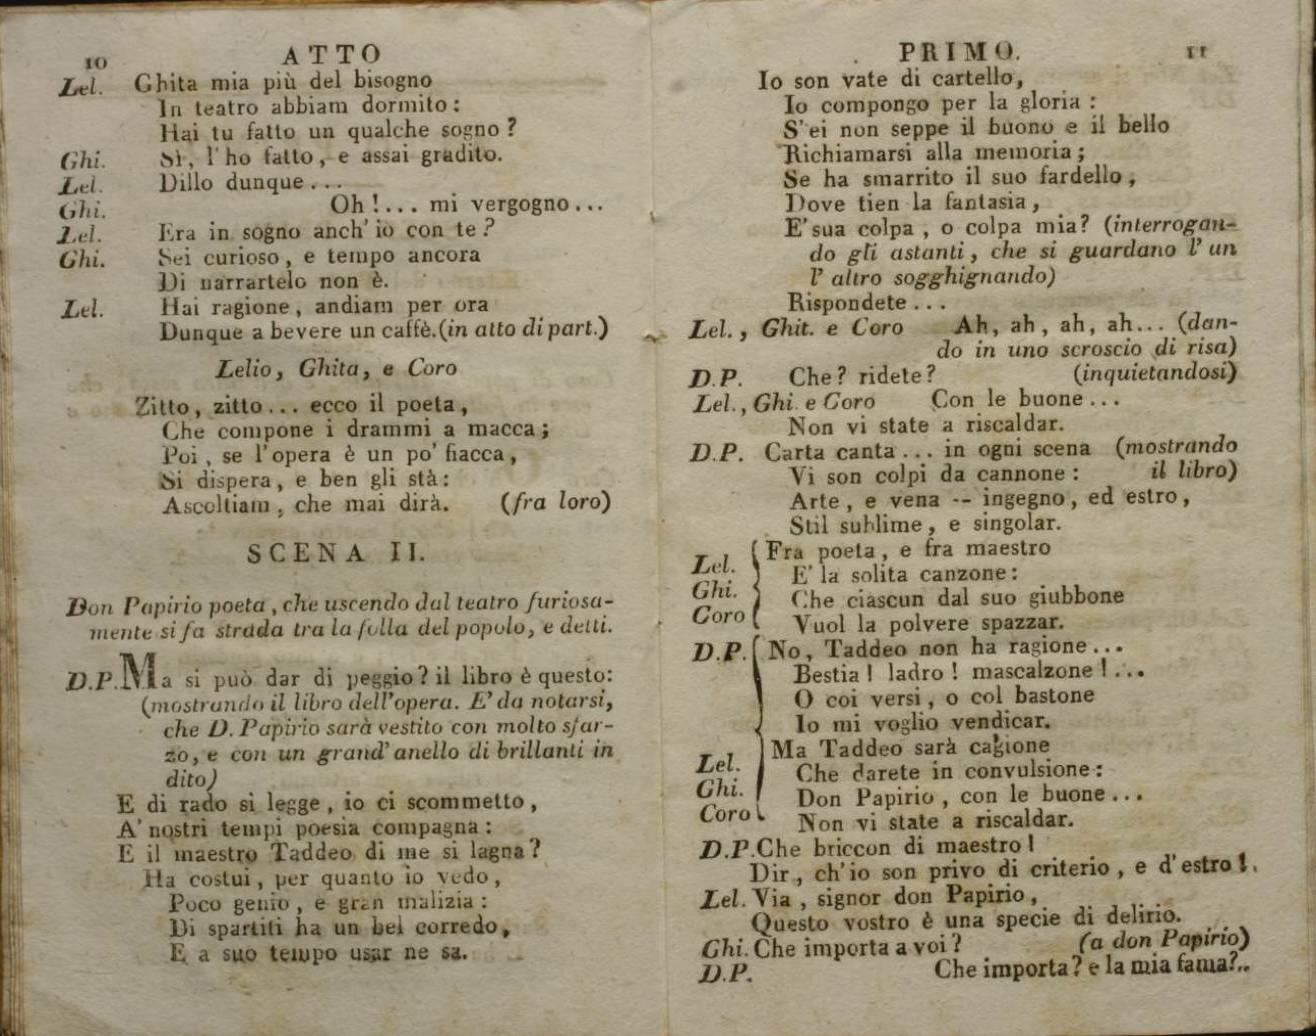 10 ATTO
Lel. Ghita mia più del bisogno
In teatro abbiam dormito:
Hai tu fatto un qualche sogno?
Ghi. Sì, l'ho fatto, e assai gradito.
Lel. Dillo dunque...
Ghi. Oh!... mi vergogno...
Lel. Era in sogno anch'io con te?
Ghi. Sei curioso, e tempo ancora
Di narrartelo non è.
Lel. Hai ragione, andiam per ora
Dunque a bevere un caffè. (in atto di part.)
Lelio, Ghita, e Coro
Zitto, zitto... ecco il poeta,
Che compone i drammi a macca;
Poi, se l'opera è un po' fiacca,
Si dispera, e ben gli stà:
Ascoltiam, che mai dirà. (fra loro)
SCENA II.
Don Papirio poeta, che uscendo dal teatro furiosa-
mente si fa strada tra la folla del popolo, e detti.
D.P. Ma si può dar di peggio? il libro è questo:
(mostrando il libro dell'opera. E' da notarsi,
che D. Papirio sarà vestito con molto sfar-
zo, e con un grand' anello di brillanti in
dito)
E di rado si legge, io ci scommetto,
A' nostri tempi poesia compagna:
E il maestro Taddeo di me si lagna?
Ha costui, per quanto io vedo,
Poco genio, e gran malizia:
Di spartiti ha un bel corredo,
E a suo tempo usar ne sa.
PRIMO. 11
Io son vate di cartello,
Io compongo per la gloria:
S'ei non seppe il buono e il bello
Richiamarsi alla memoria;
Se ha smarrito il suo fardello,
Dove tien la fantasia,
E' sua colpa, o colpa mia? (interrogan-
do gli astanti, che si guardano l'un
l'altro sogghignando)
Rispondete...
Lel., Ghit. e Coro Ah, ah, ah, ah... (dan-
do in uno scroscio di risa)
D.P. Che? ridete? (inquietandosi)
Lel., Ghi. e Coro Con le buone...
Non vi state a riscaldar.
D.P. Carta canta... in ogni scena (mostrando
Vi son colpi da cannone: il libro)
Arte, e vena -- ingegno, ed estro,
Stil sublime, e singolar.
Fra poeta, e fra maestro
Lel. E' la solita canzone:
Ghi. Che ciascun dal suo giubbone
Coro Vuol la polvere spazzar.
D.P. No, Taddeo non ha ragione...
Bestia! ladro! mascalzone!...
O coi versi, o col bastone
Io mi voglio vendicar.
Ma Taddeo sarà cagione
Lel. Che darete in convulsione:
Ghi. Don Papirio, con le buone...
Coro Non vi state a riscaldar.
D.P. Che briccon di maestro!
Dir, ch'io son privo di criterio, e d'estro!.
Lel. Via, signor don Papirio,
Questo vostro è una specie di delirio.
Ghi. Che importa a voi? (a don Papirio)
D.P. Che importa? e la mia fama?..